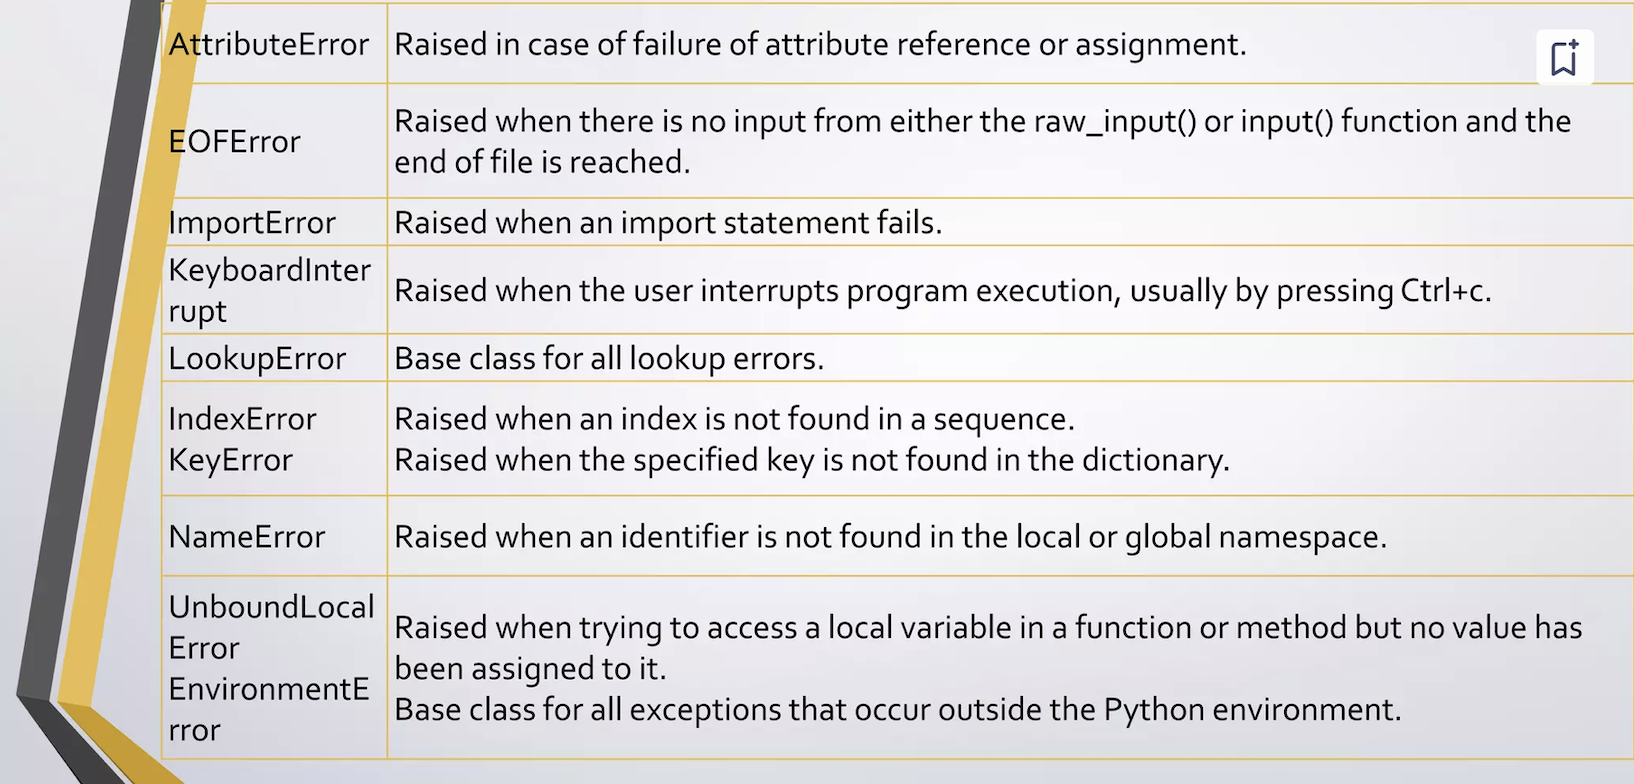 AttributeError Raised in case of failure of attribute reference or assignment.
EOFError Raised when there is no input from either the raw_input() or input() function and the
end of file is reached.
ImportError Raised when an import statement fails.
KeyboardInter
rupt
Raised when the user interrupts program execution, usually by pressing Ctrl+c.
LookupError Base class for all lookup errors.
IndexError Raised when an index is not found in a sequence.
KeyError Raised when the specified key is not found in the dictionary.
NameError Raised when an identifier is not found in the local or global namespace.
UnboundLocal
Error
EnvironmentE
rror
Raised when trying to access a local variable in a function or method but no value has
been assigned to it.
Base class for all exceptions that occur outside the Python environment.